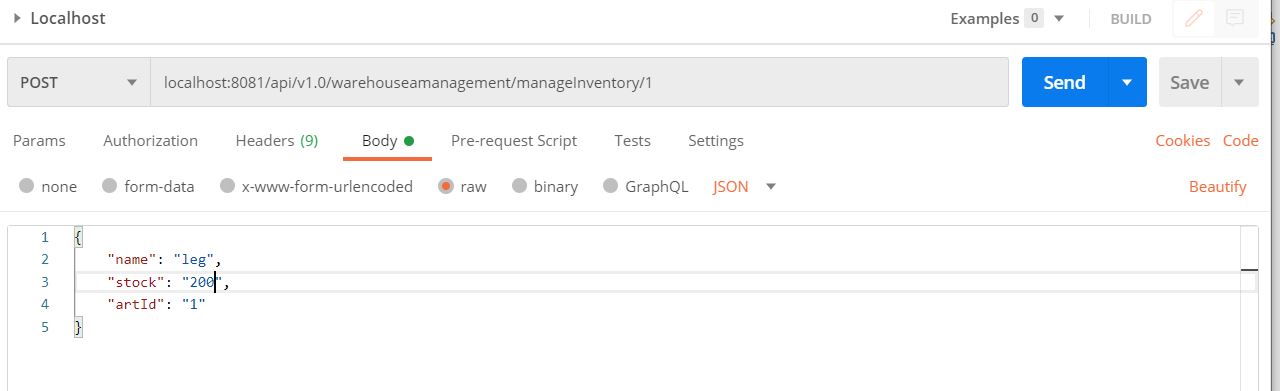 Localhost
Examples 0 BUILD
POST localhost:8081/api/v1.0/warehouseamanagement/manageInventory/1 Send Save
Params Authorization Headers (9) Body Pre-request Script Tests Settings Cookies Code
none form-data x-www-form-urlencoded raw binary GraphQL JSON Beautify
1 {
2 "name": "leg",
3 "stock": "200",
4 "artId": "1"
5 }